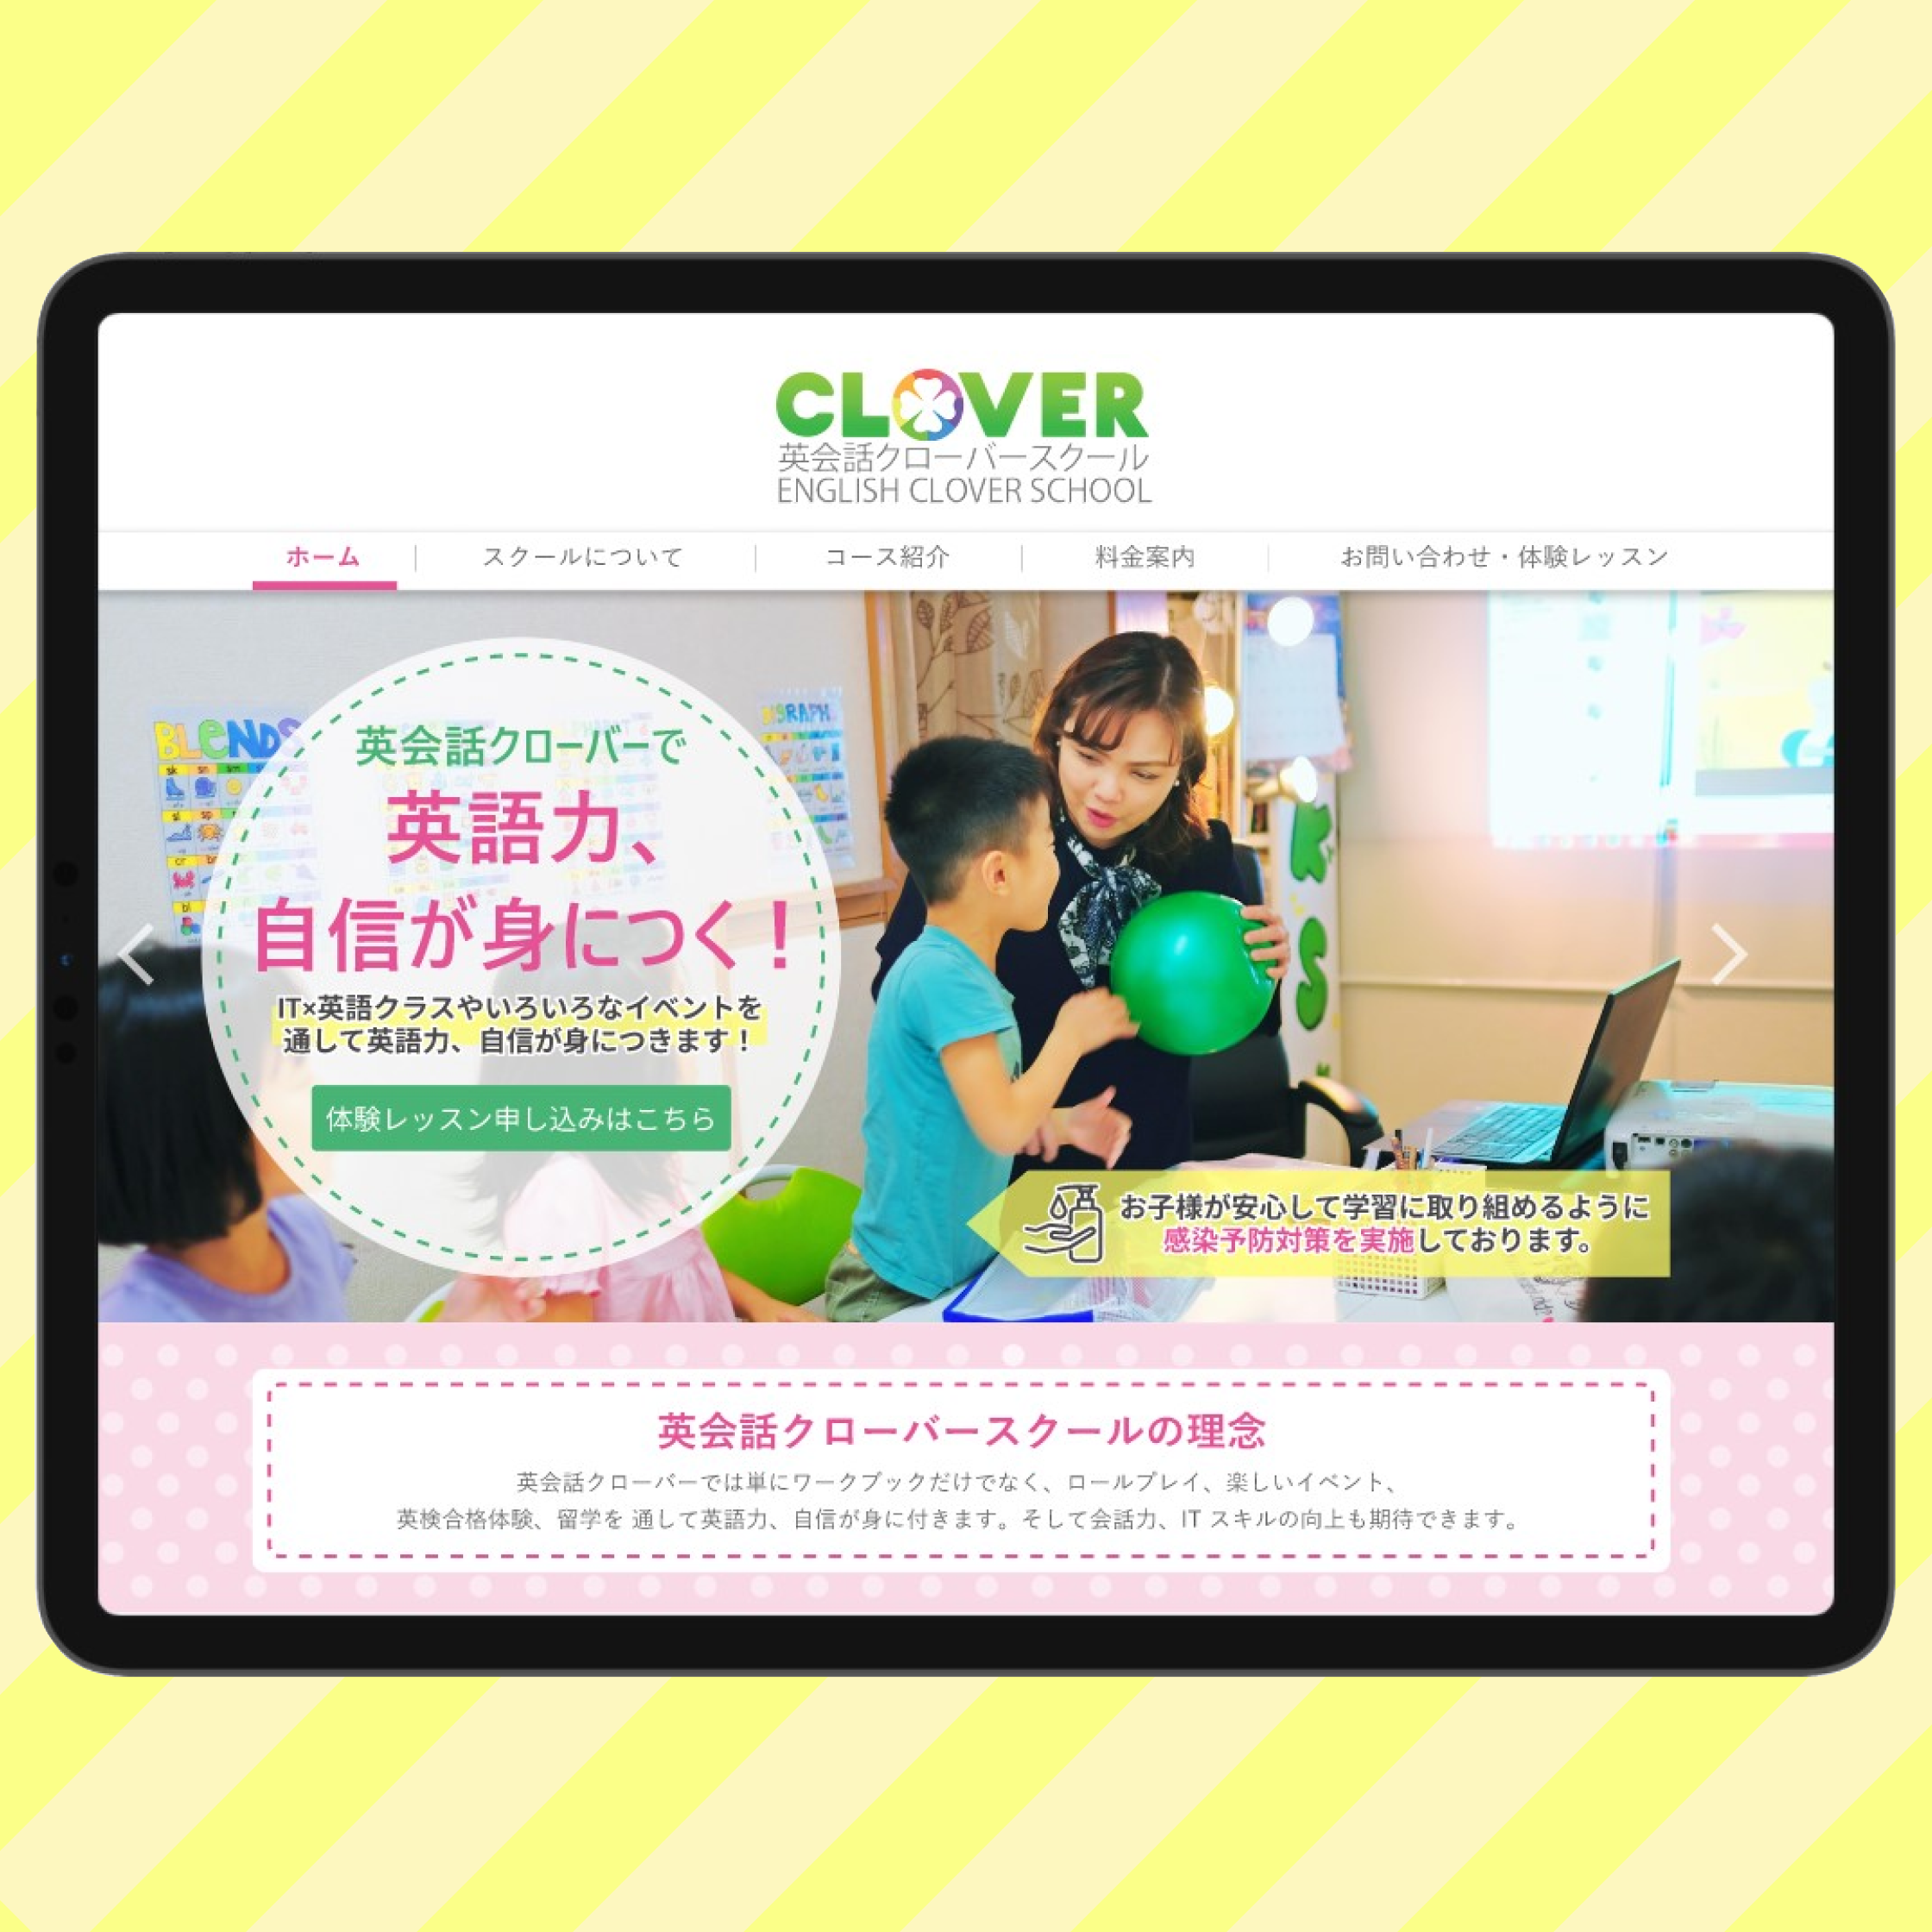 CLOVER
英会話クローバースクール
ENGLISH CLOVER SCHOOL
ホーム
スクールについて
コース紹介
料金案内
お問い合わせ・体験レッスン
BLENDS
sk
sn
sl
sp
cr
bl
DIGRAPH
英会話クローバーで
英語力、
自信が身につく！
IT×英語クラスやいろいろなイベントを
通して英語力、自信が身につきます！
体験レッスン申し込みはこちら
お子様が安心して学習に取り組めるように
感染予防対策を実施しております。
英会話クローバースクールの理念
英会話クローバーでは単にワークブックだけでなく、ロールプレイ、楽しいイベント、
英検合格体験、留学を 通して英語力、自信が身に付きます。そして会話力、IT スキルの向上も期待できます。